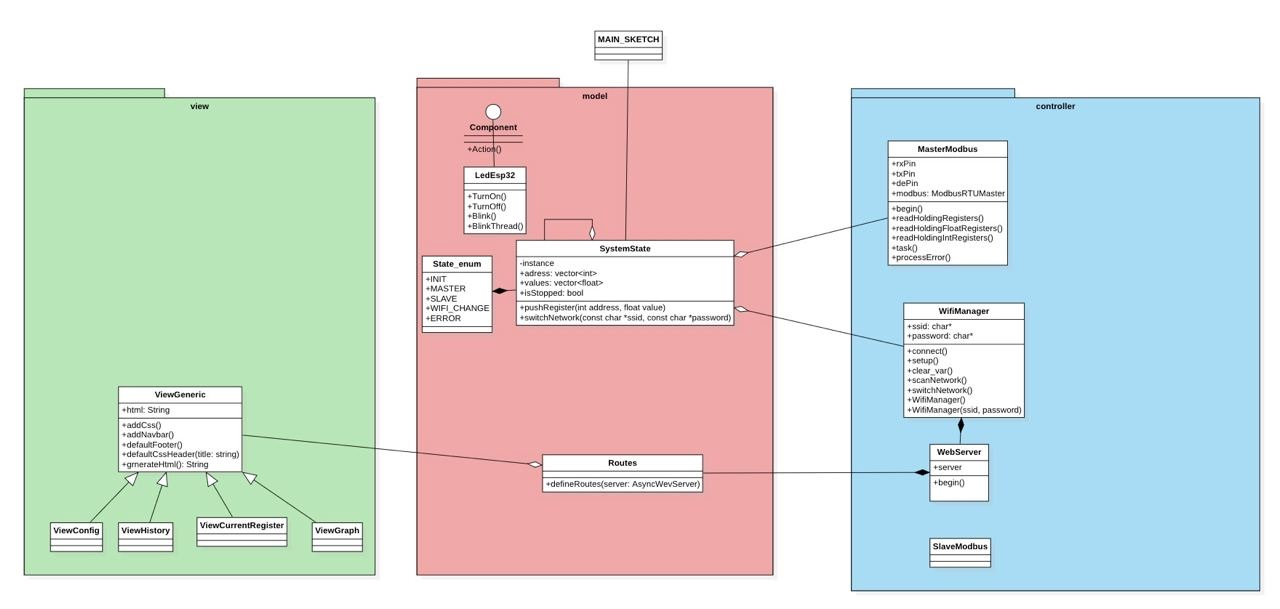 MAIN_SKETCH
view
ViewGeneric
+html: String
+addCss()
+addNavbar()
+defaultFooter()
+defaultCssHeader(title: string)
+grnerateHtml(): String
ViewConfig
ViewHistory
ViewCurrentRegister
ViewGraph
model
Component
+Action()
LedEsp32
+TurnOn()
+TurnOff()
+Blink()
+BlinkThread()
State_enum
+INIT
+MASTER
+SLAVE
+WIFI_CHANGE
+ERROR
SystemState
-instance
+adress: vector<int>
+values: vector<float>
+isStopped: bool
+pushRegister(int address, float value)
+switchNetwork(const char *ssid, const char *password)
Routes
+defineRoutes(server: AsyncWevServer)
controller
MasterModbus
+rxPin
+txPin
+dePin
+modbus: ModbusRTUMaster
+begin()
+readHoldingRegisters()
+readHoldingFloatRegisters()
+readHoldingIntRegisters()
+task()
+processError()
WifiManager
+ssid: char*
+password: char*
+connect()
+setup()
+clear_var()
+scanNetwork()
+switchNetwork()
+WifiManager()
+WifiManager(ssid, password)
WebServer
+server
+begin()
SlaveModbus